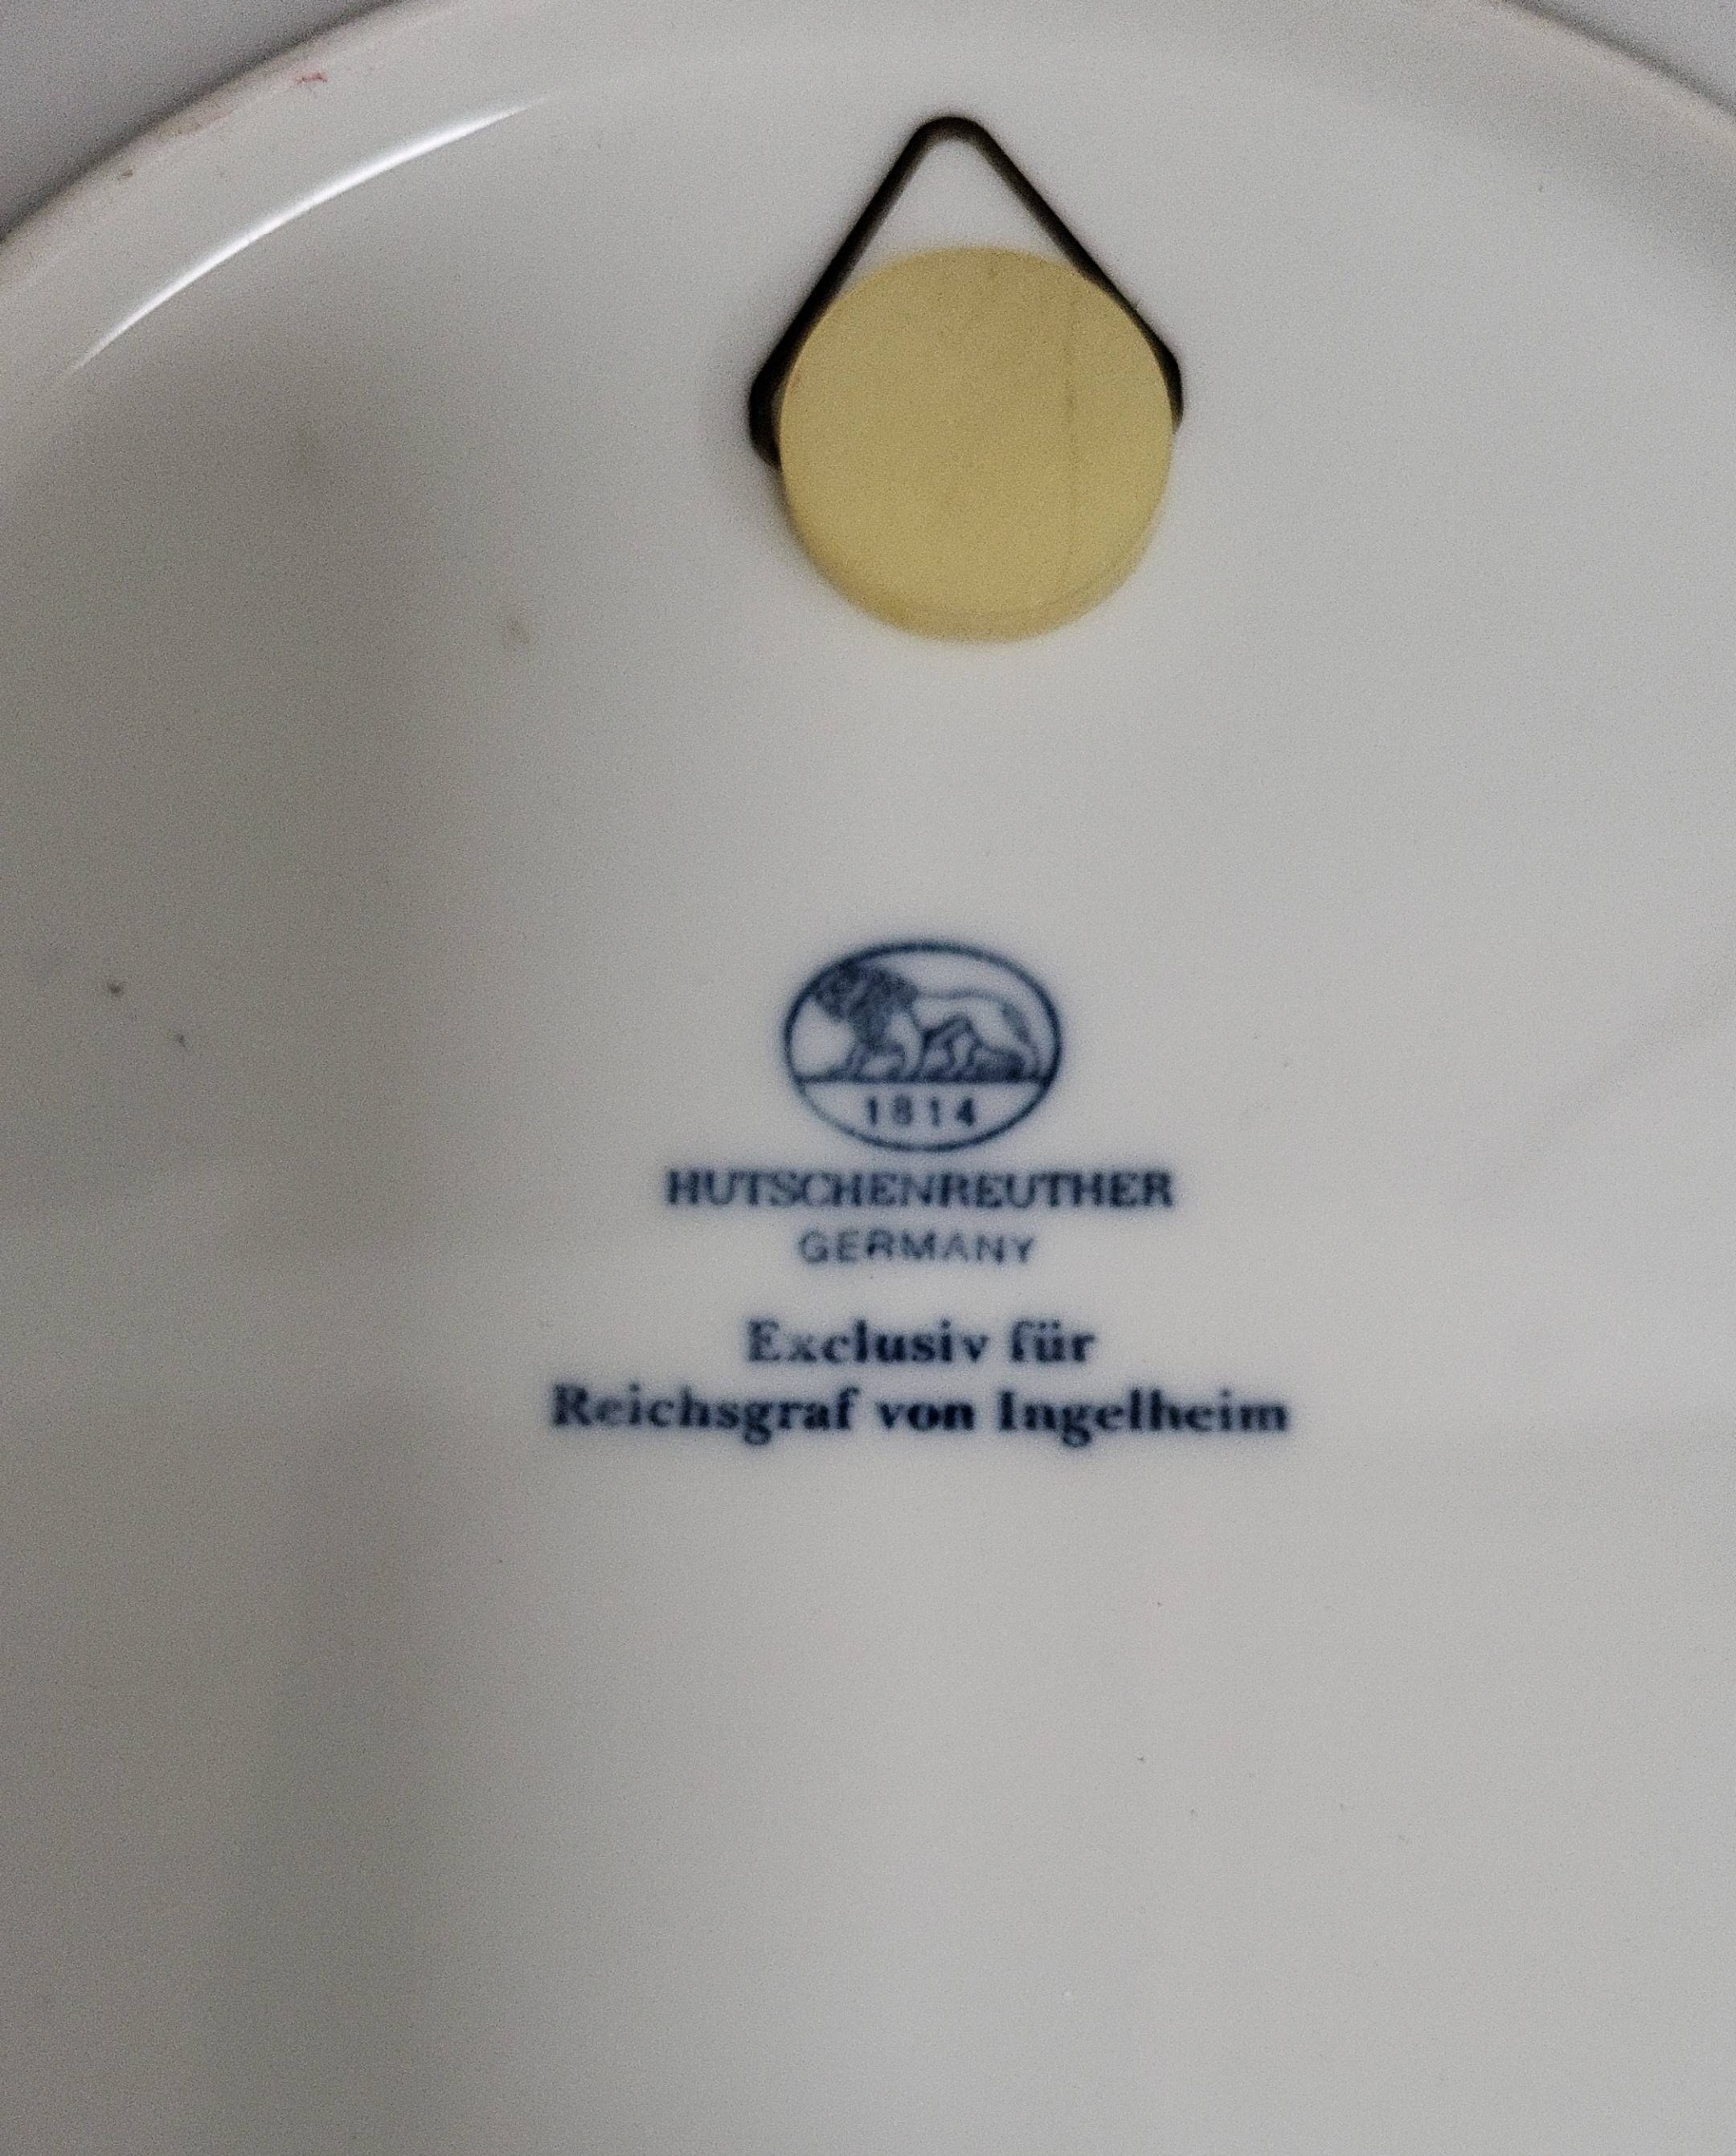 1814
HUTSCHENREUTHER
GERMANY
Exclusiv für
Reichsgraf von Ingelheim